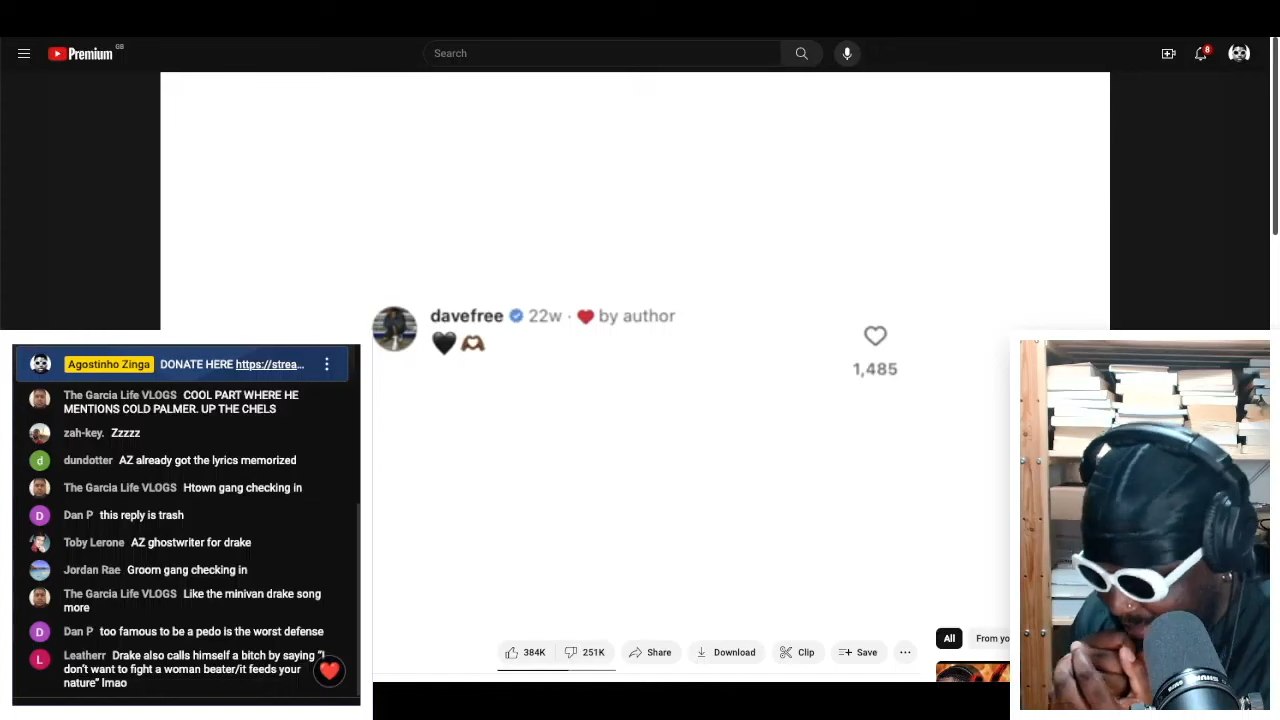 Premium GB
Search
8
davefree 22w · ❤️ by author
🖤 🫶🏾
1,485
Agostinho Zinga DONATE HERE https://strea...
The Garcia Life VLOGS COOL PART WHERE HE
MENTIONS COLD PALMER. UP THE CHELS
zah-key. Zzzzz
d dundotter AZ already got the lyrics memorized
The Garcia Life VLOGS Htown gang checking in
D Dan P this reply is trash
Toby Lerone AZ ghostwriter for drake
Jordan Rae Groom gang checking in
The Garcia Life VLOGS Like the minivan drake song
more
D Dan P too famous to be a pedo is the worst defense
L Leatherr Drake also calls himself a bitch by saying "I
don't want to fight a woman beater/it feeds your
nature" lmao
384K 251K Share Download Clip Save ...
All From yo
SHURE